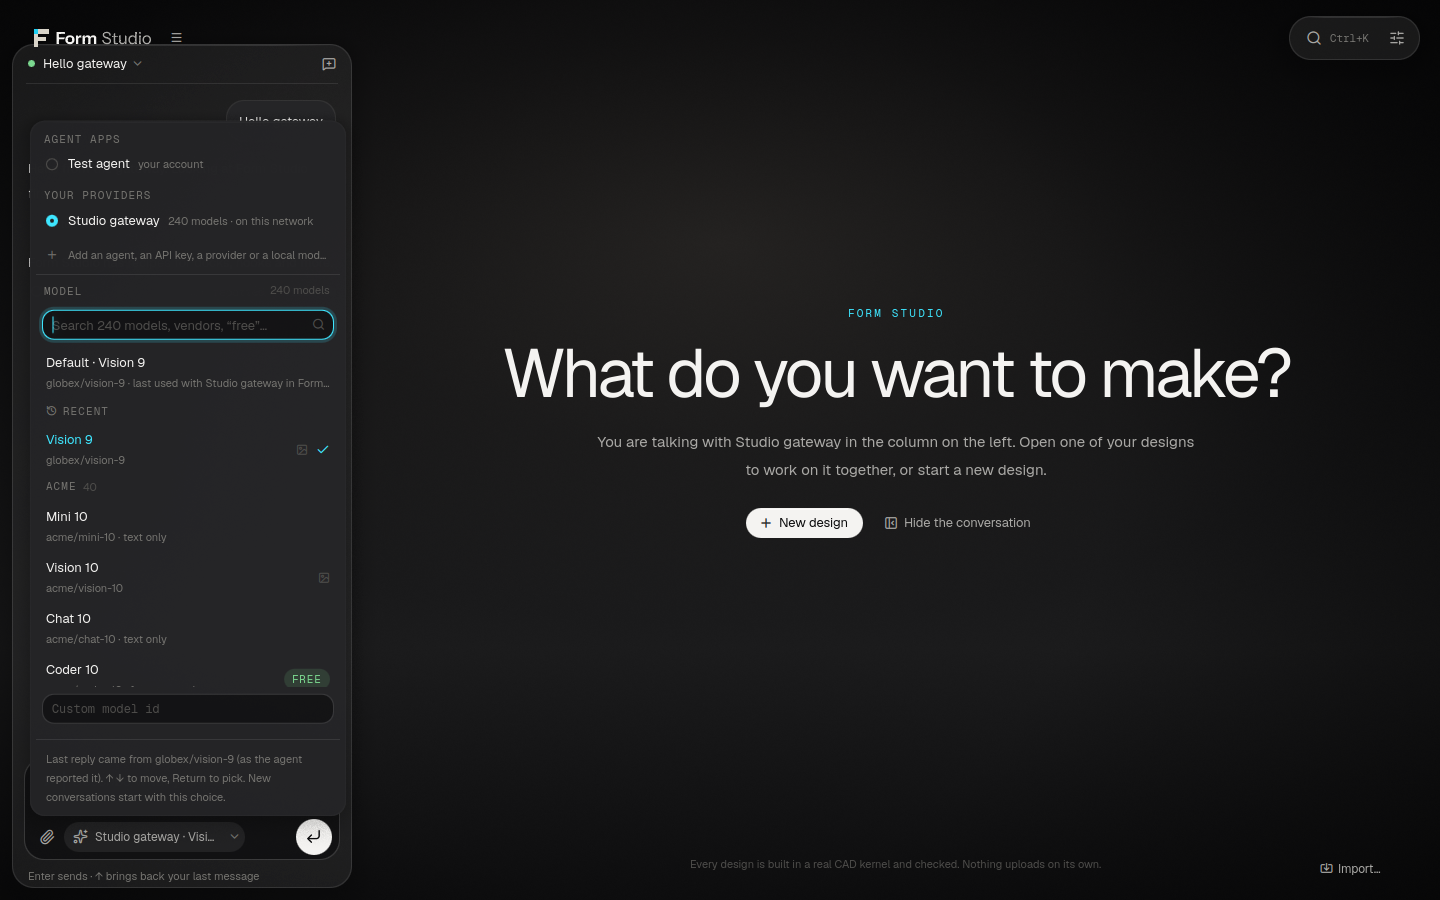 Form Studio
Ctrl+K
Hello gateway
Hello gateway
AGENT APPS
Test agent your account
YOUR PROVIDERS
Studio gateway 240 models · on this network
+ Add an agent, an API key, a provider or a local mod…
MODEL 240 models
Search 240 models, vendors, “free”…
Default · Vision 9
globex/vision-9 · last used with Studio gateway in Form…
RECENT
Vision 9
globex/vision-9
ACME 40
Mini 10
acme/mini-10 · text only
Vision 10
acme/vision-10
Chat 10
acme/chat-10 · text only
Coder 10
FREE
Custom model id
Last reply came from globex/vision-9 (as the agent
reported it). ↑ ↓ to move, Return to pick. New
conversations start with this choice.
Studio gateway · Visi…
Enter sends · ↑ brings back your last message
FORM STUDIO
What do you want to make?
You are talking with Studio gateway in the column on the left. Open one of your designs
to work on it together, or start a new design.
+ New design
Hide the conversation
Every design is built in a real CAD kernel and checked. Nothing uploads on its own.
Import…